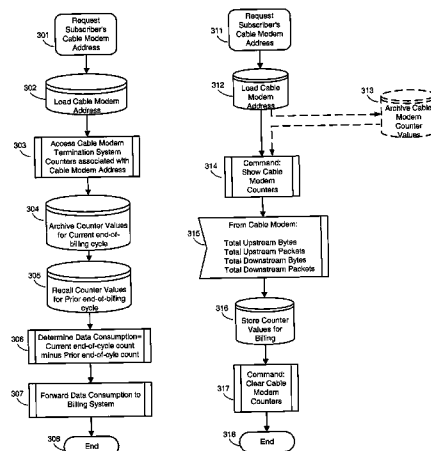 301
Request
Subscriber's
Cable Modem
Address
302
Load Cable Modem
Address
303
Access Cable Modem
Termination System
Counters associated with
Cable Modem Address
304
Archive Counter Values
for Current end-of-
billing cycle
305
Recall Counter Values
for Prior end-of-billing
cycle
306
Determine Data Consumption=
Current end-of-cycle count
minus Prior end-of-cyle count
307
Forward Data Consumption to
Billing System
308
End
311
Request
Subscriber's
Cable Modem
Address
312
Load Cable
Modem
Address
313
Archive Cable
Modem
Counter
Values
314
Command:
Show Cable
Modem
Counters
315
From Cable Modem:
Total Upstream Bytes
Total Upstream Packets
Total Downstream Bytes
Total Downstream Packets
316
Store Counter
Values for
Billing
317
Command:
Clear Cable
Modem
Counters
318
End